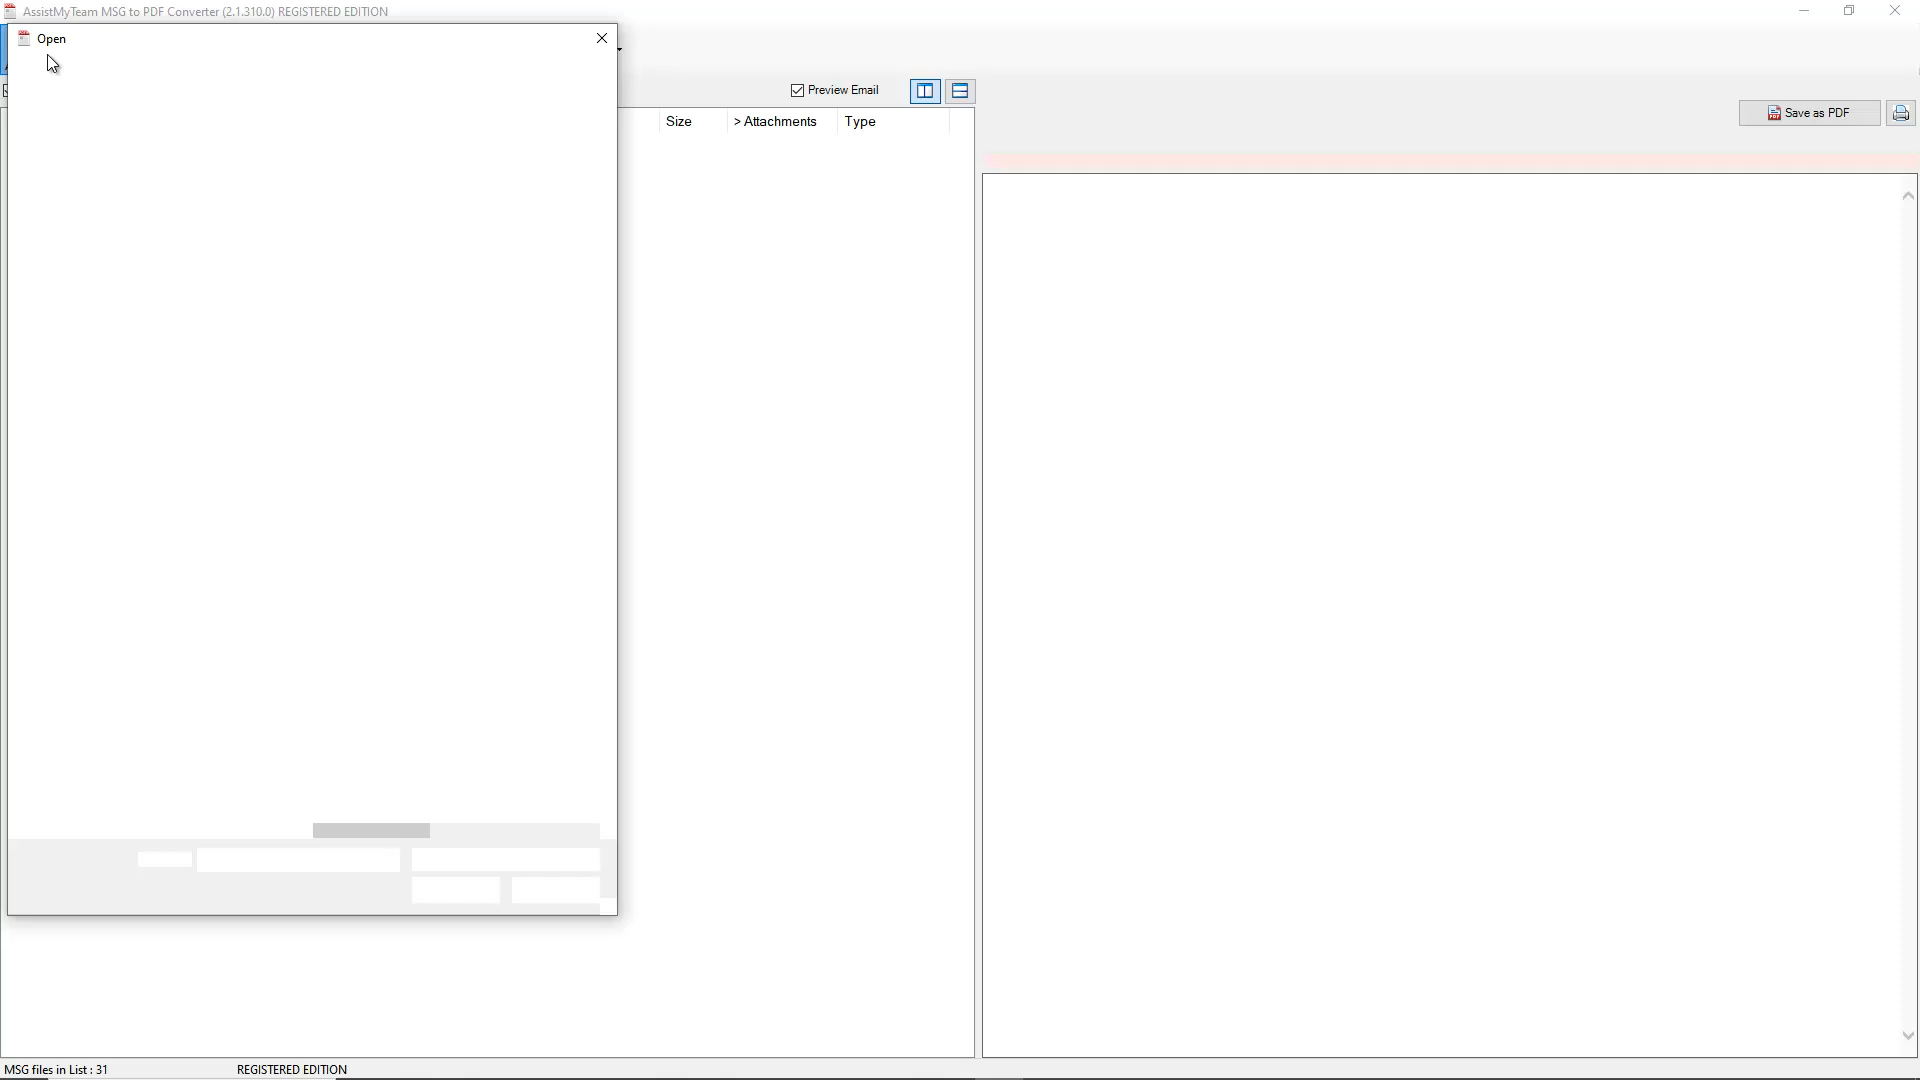 AssistMyTeam MSG to PDF Converter (2.1.310.0) REGISTERED EDITION
Open
Preview Email
Size > Attachments Type
Save as PDF
MSG files in List : 31 REGISTERED EDITION